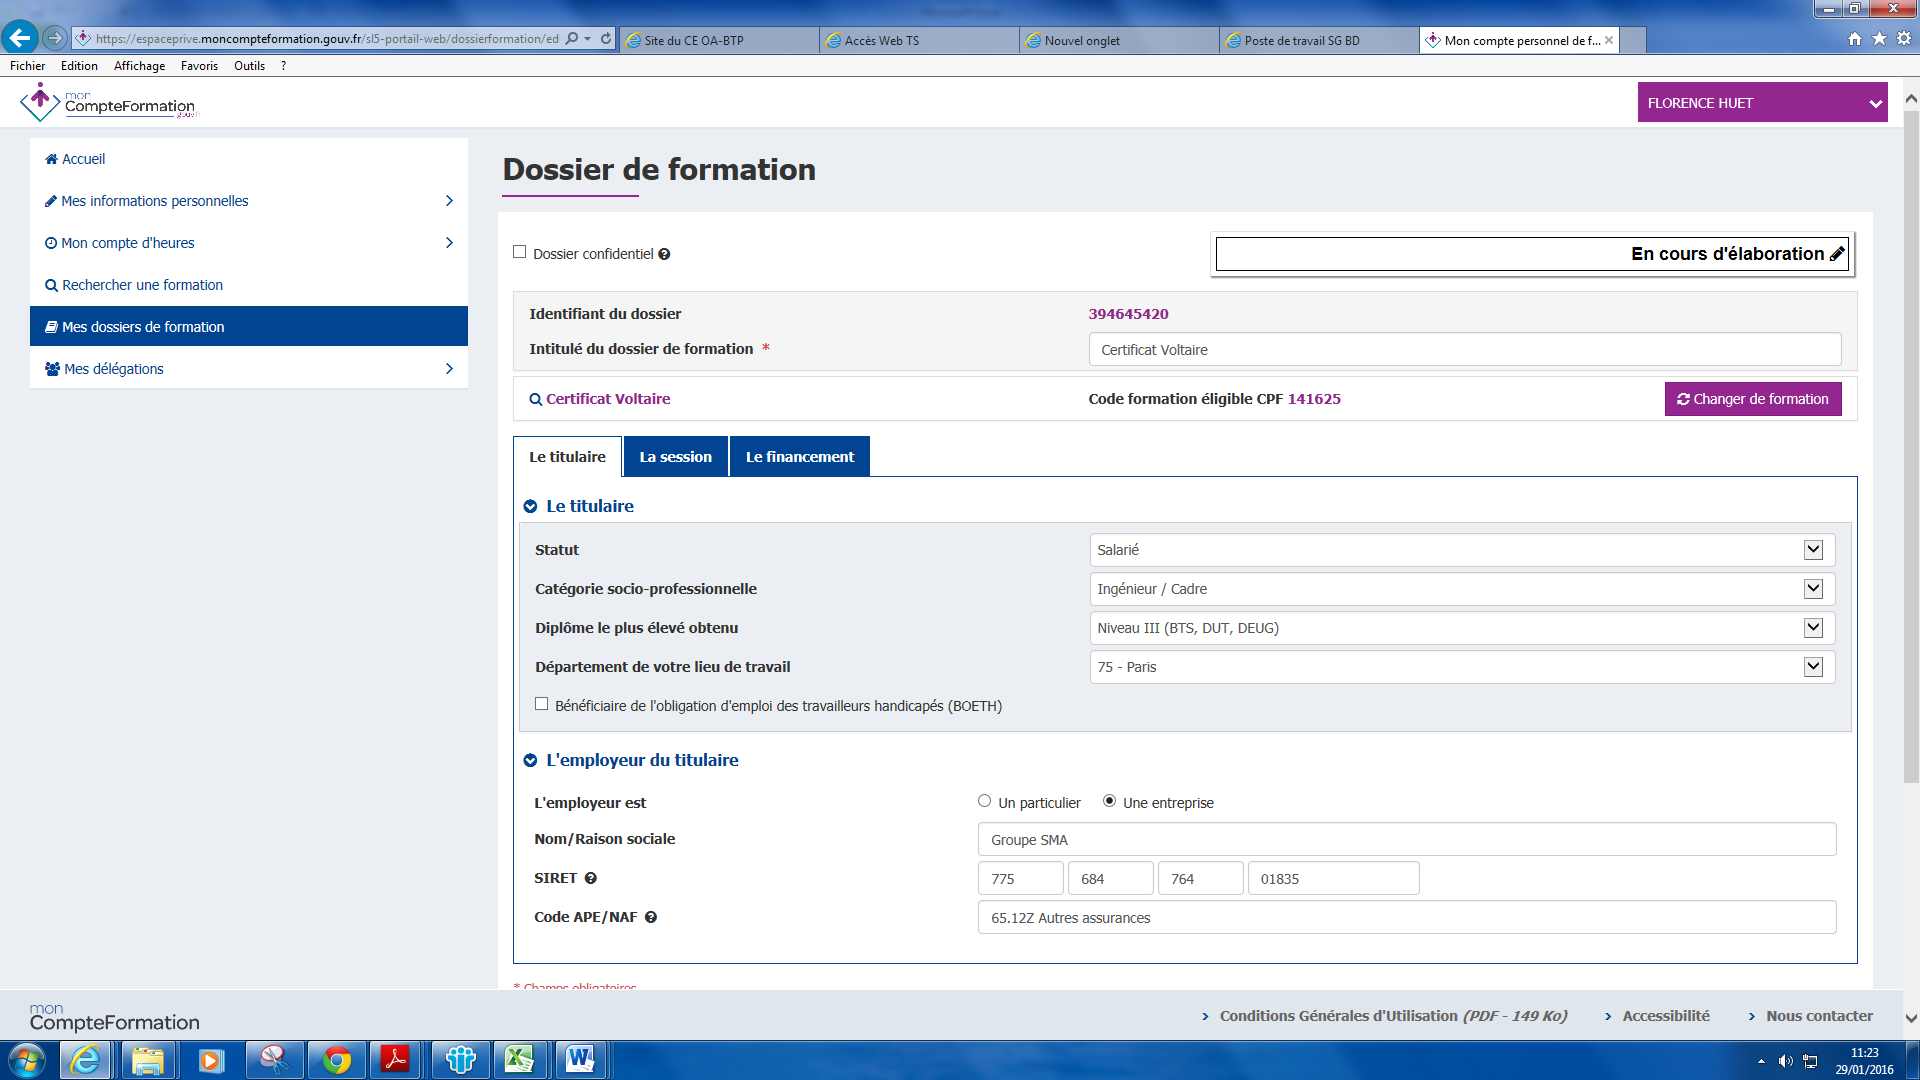 https://espaceprive.moncompteformation.gouv.fr/sl5-portail-web/dossierformation/ed
Site du CE OA-BTP
Accès Web TS
Nouvel onglet
Poste de travail SG BD
Mon compte personnel de f...
Fichier Edition Affichage Favoris Outils ?
mon
CompteFormation
gouv.fr
FLORENCE HUET
Accueil
Mes informations personnelles
Mon compte d'heures
Rechercher une formation
Mes dossiers de formation
Mes délégations
Dossier de formation
Dossier confidentiel
En cours d'élaboration
Identifiant du dossier 394645420
Intitulé du dossier de formation * Certificat Voltaire
Certificat Voltaire Code formation éligible CPF 141625 Changer de formation
Le titulaire La session Le financement
Le titulaire
Statut Salarié
Catégorie socio-professionnelle Ingénieur / Cadre
Diplôme le plus élevé obtenu Niveau III (BTS, DUT, DEUG)
Département de votre lieu de travail 75 - Paris
Bénéficiaire de l'obligation d'emploi des travailleurs handicapés (BOETH)
L'employeur du titulaire
L'employeur est Un particulier Une entreprise
Nom/Raison sociale Groupe SMA
SIRET 775 684 764 01835
Code APE/NAF 65.12Z Autres assurances
* Champs obligatoires
mon
CompteFormation
Conditions Générales d'Utilisation (PDF - 149 Ko) Accessibilité Nous contacter
11:23
29/01/2016